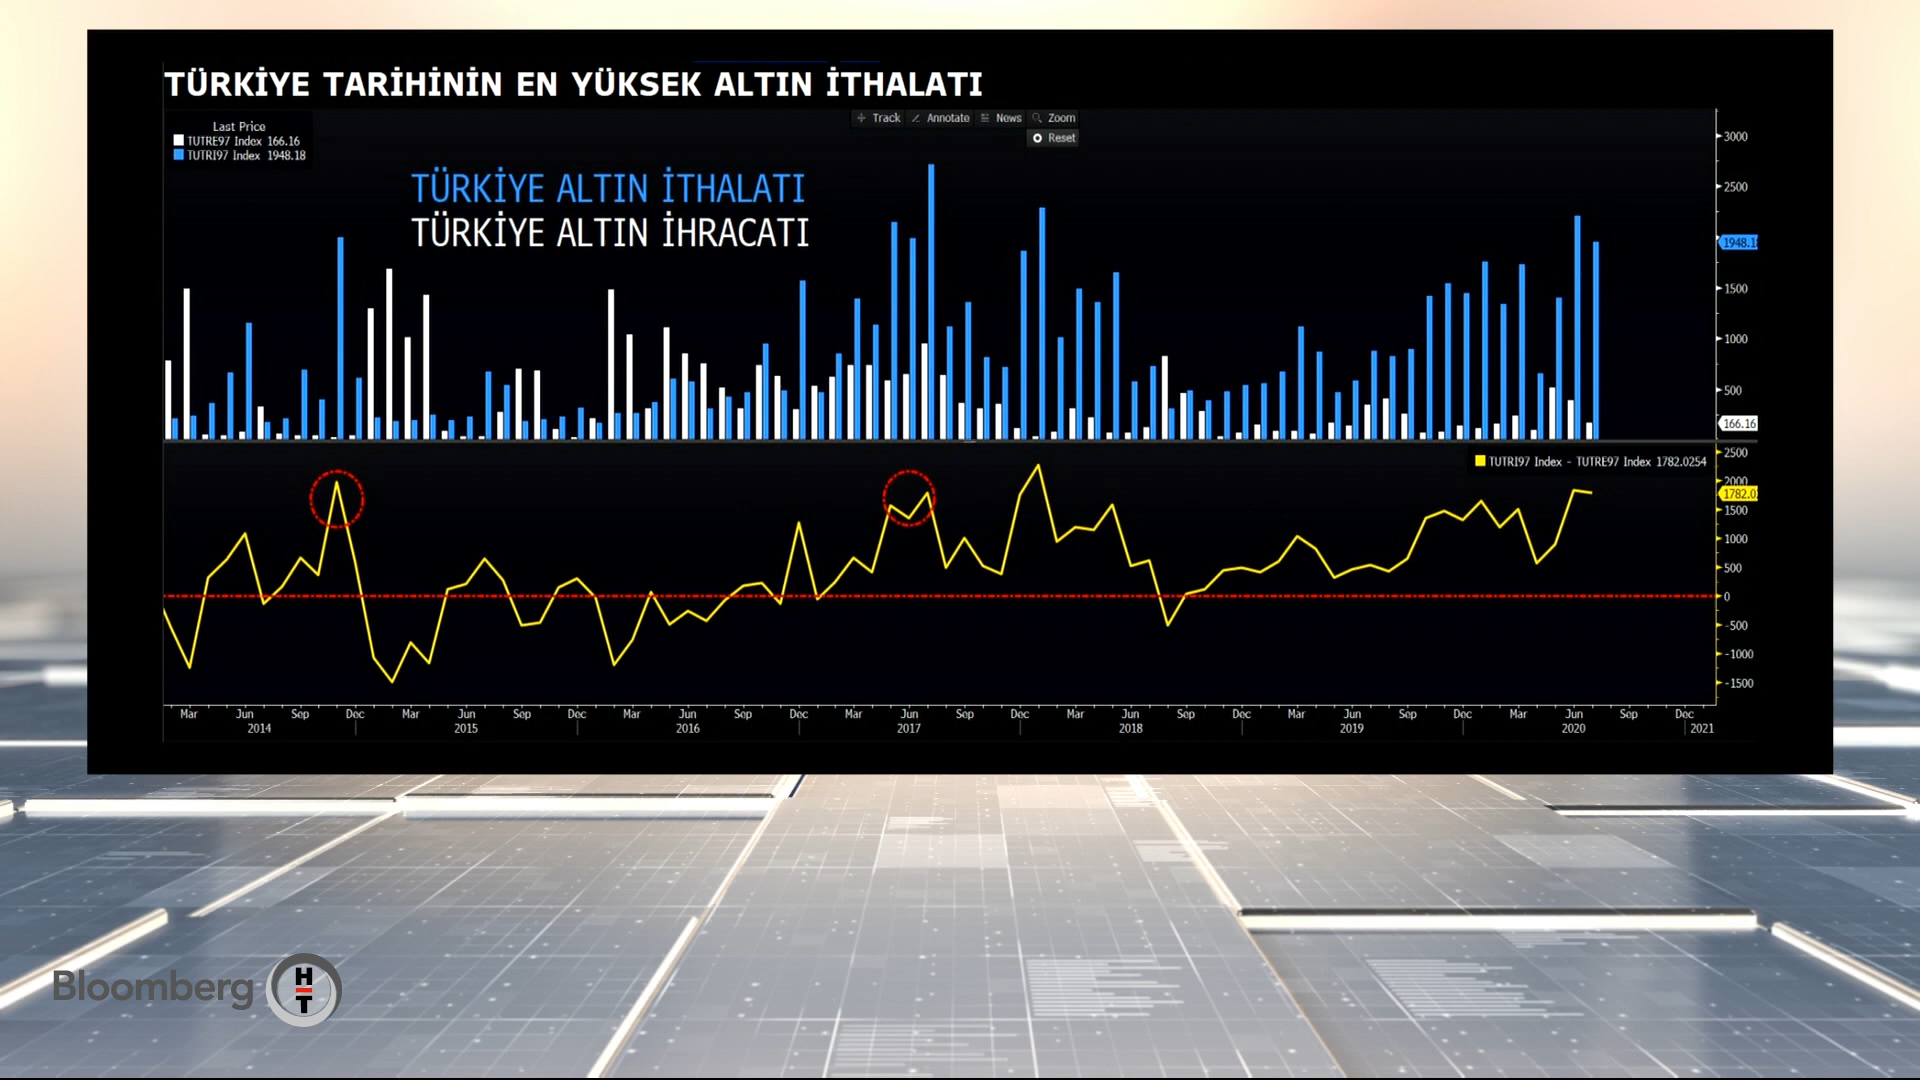 TÜRKİYE TARİHİNİN EN YÜKSEK ALTIN İTHALATI
Last Price
TUTRE97 Index 166.16
TUTRI97 Index 1948.18
Track Annotate News Zoom
Reset
TÜRKİYE ALTIN İTHALATI
TÜRKİYE ALTIN İHRACATI
3000
2500
1948.1
1500
1000
500
166.16
TUTRI97 Index - TUTRE97 Index 1782.0254
2500
2000
1782.0
1500
1000
500
0
-500
-1000
-1500
Mar Jun Sep Dec Mar Jun Sep Dec Mar Jun Sep Dec Mar Jun Sep Dec Mar Jun Sep Dec Mar Jun Sep Dec Mar Jun Sep Dec
2014 2015 2016 2017 2018 2019 2020 2021
Bloomberg HT